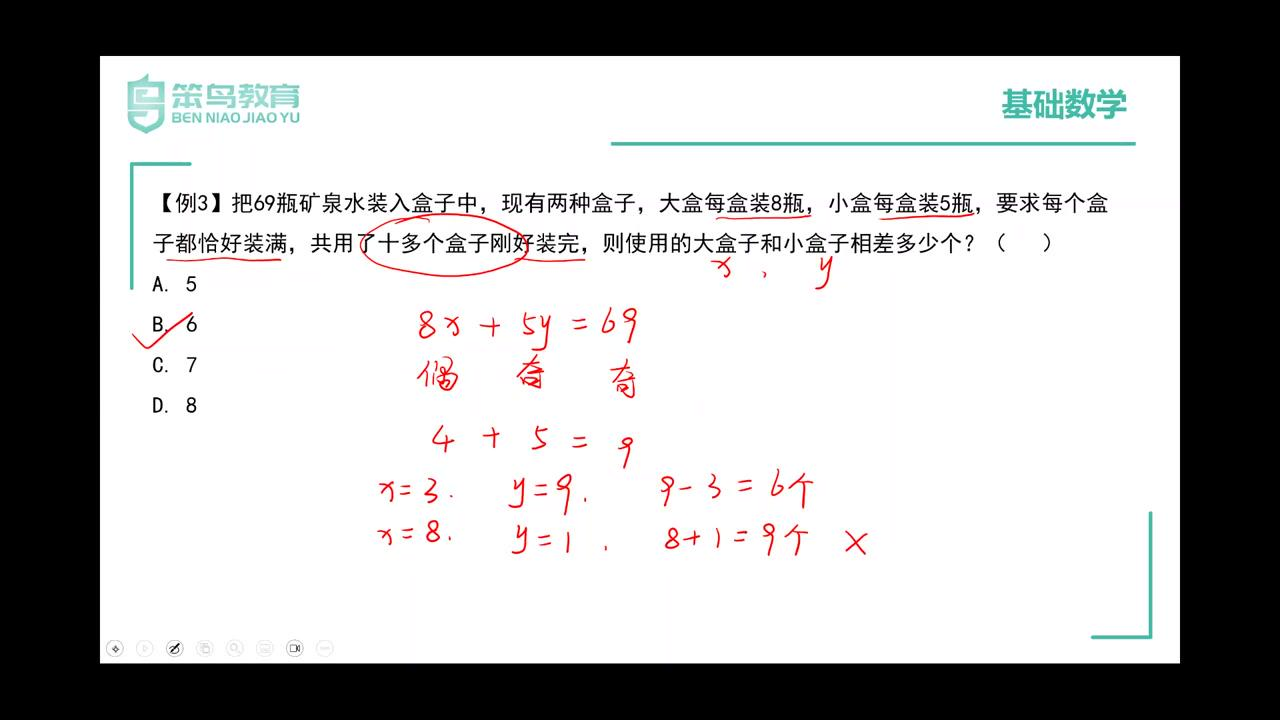 笨鸟教育
BEN NIAO JIAO YU
基础数学
【例3】把69瓶矿泉水装入盒子中，现有两种盒子，大盒每盒装8瓶，小盒每盒装5瓶，要求每个盒
子都恰好装满，共用了十多个盒子刚好装完，则使用的大盒子和小盒子相差多少个？（ ）
x , y
A. 5
B. 6
C. 7
D. 8
8x + 5y = 69
偶 奇 奇
4 + 5 = 9
x=3. y=9. 9-3=6个
x=8. y=1. 8+1=9个 ×